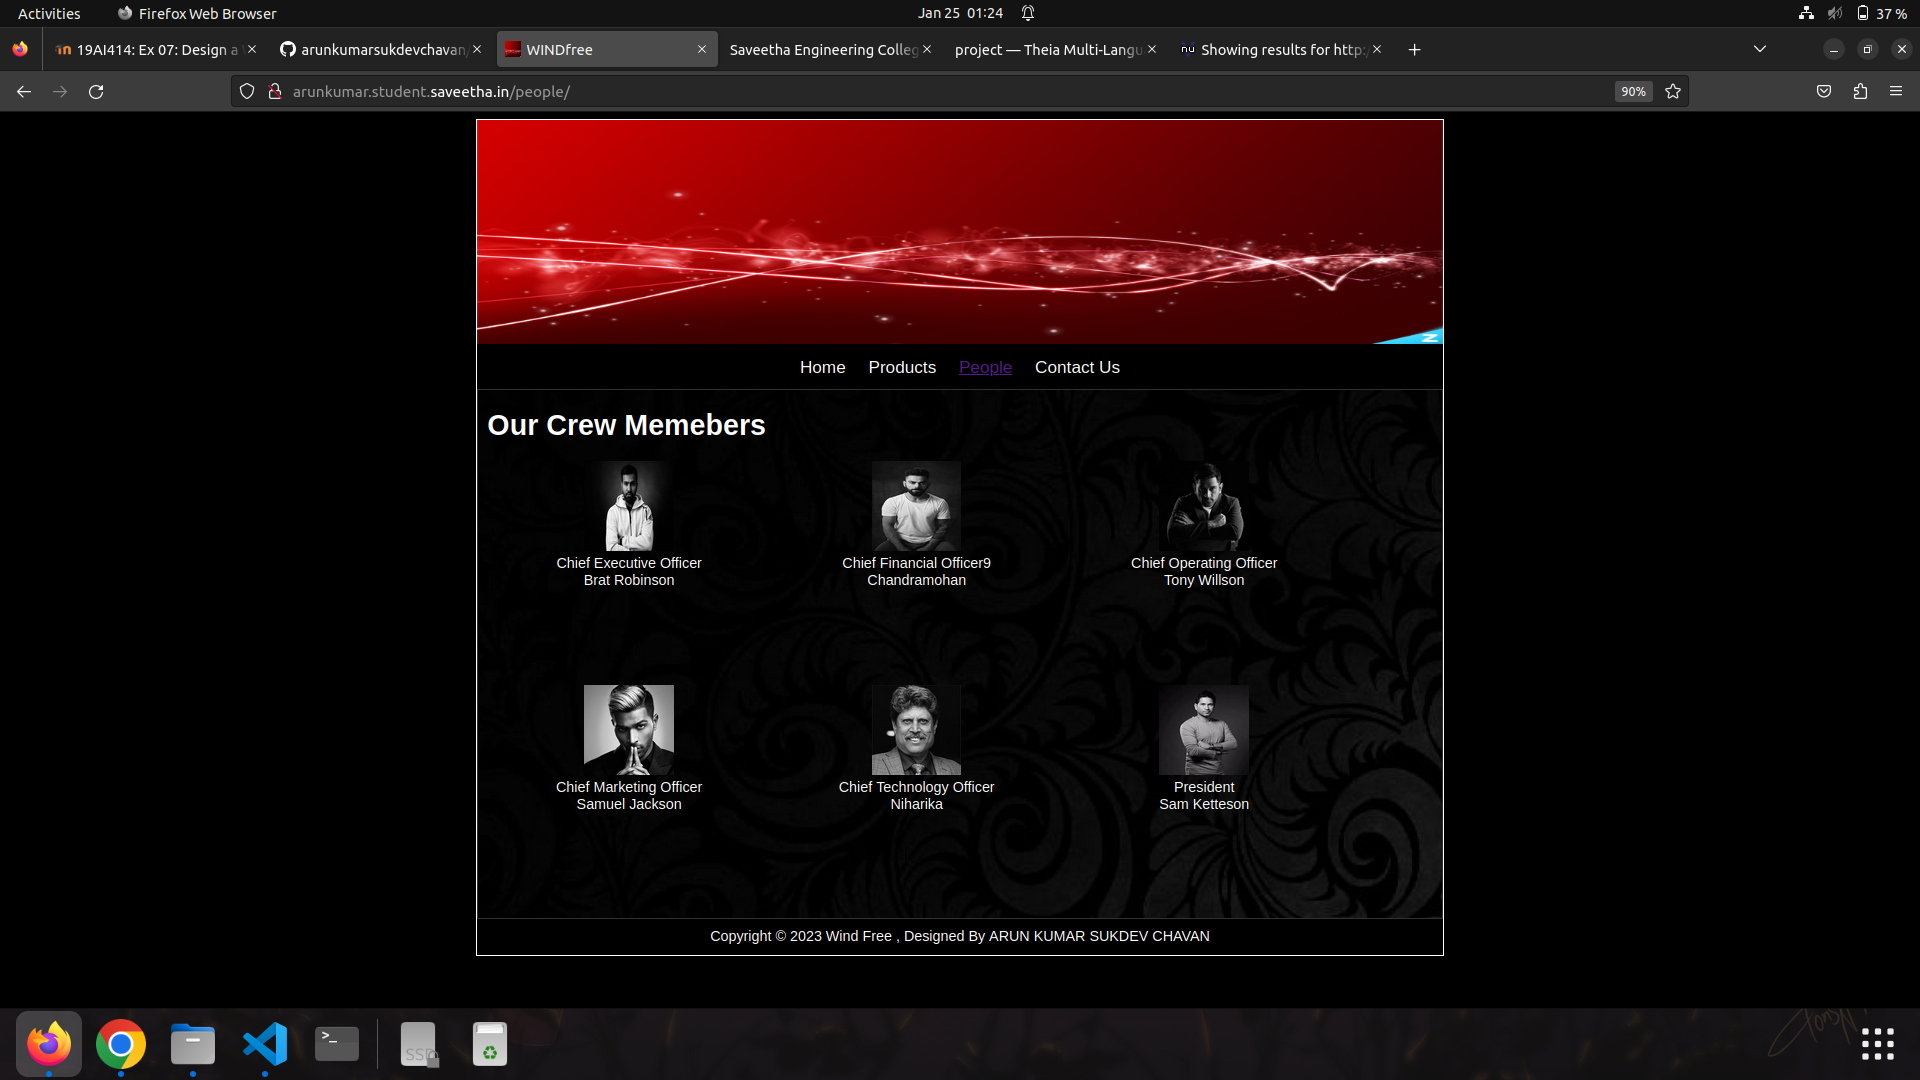 Activities
Firefox Web Browser
Jan 25 01:24
37 %
19AI414: Ex 07: Design a
arunkumarsukdevchavan/
WINDfree
Saveetha Engineering Colleg
project — Theia Multi-Langu
nu
Showing results for http:/
arunkumar.student.saveetha.in/people/
90%
Z
Home Products People Contact Us
Our Crew Memebers
Chief Executive Officer
Brat Robinson
Chief Financial Officer9
Chandramohan
Chief Operating Officer
Tony Willson
Chief Marketing Officer
Samuel Jackson
Chief Technology Officer
Niharika
President
Sam Ketteson
Copyright © 2023 Wind Free , Designed By ARUN KUMAR SUKDEV CHAVAN
>_
SSD